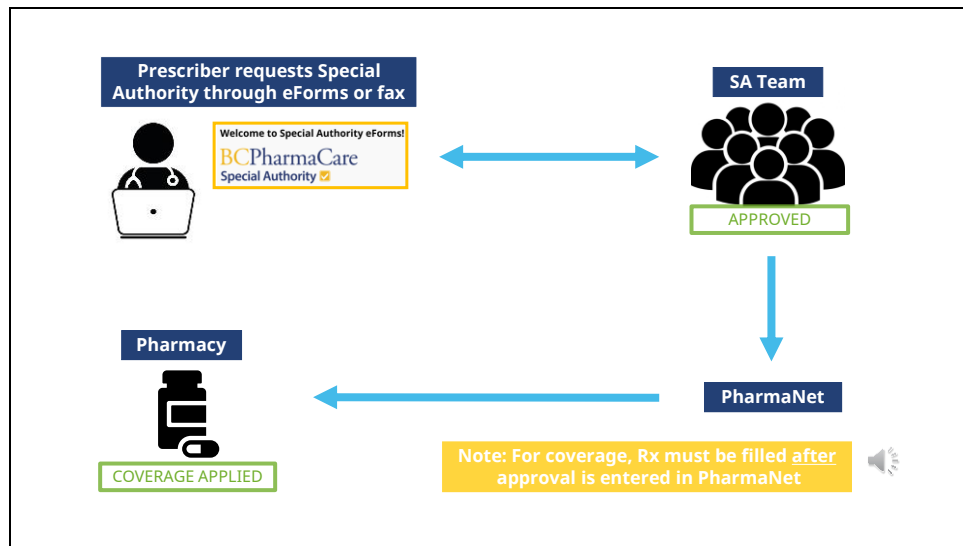 Prescriber requests Special
Authority through eForms or fax
Welcome to Special Authority eForms!
BCPharmaCare
Special Authority
SA Team
APPROVED
Pharmacy
COVERAGE APPLIED
PharmaNet
Note: For coverage, Rx must be filled after
approval is entered in PharmaNet